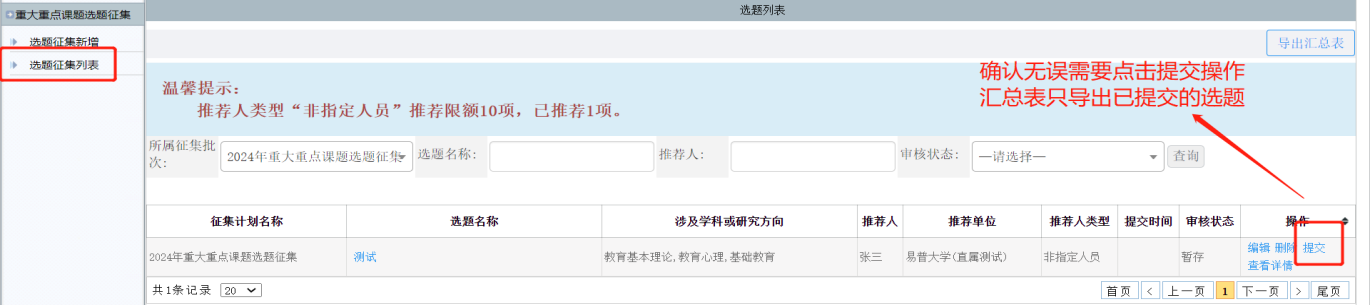 重大重点课题选题征集
选题征集新增
选题征集列表
选题列表
导出汇总表
确认无误需要点击提交操作
汇总表只导出已提交的选题
温馨提示:
推荐人类型“非指定人员”推荐限额10项，已推荐1项。
所属征集批次: 2024年重大重点课题选题征集 选题名称: 推荐人: 审核状态: —请选择— 查询
征集计划名称 选题名称 涉及学科或研究方向 推荐人 推荐单位 推荐人类型 提交时间 审核状态 操作
2024年重大重点课题选题征集 测试 教育基本理论,教育心理,基础教育 张三 易普大学(直属测试) 非指定人员 暂存 编辑 删除 提交
查看详情
共1条记录 20 首页 < 上一页 1 下一页 > 尾页